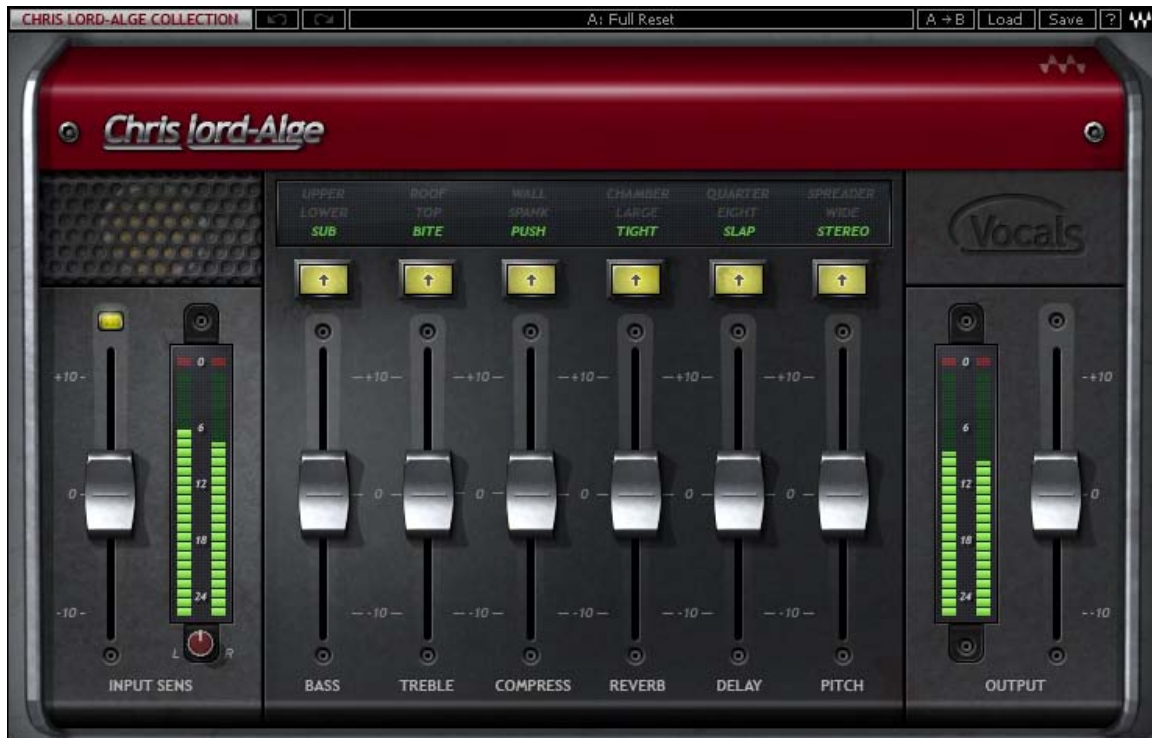 CHRIS LORD-ALGE COLLECTION A: Full Reset A→B Load Save ?
Chris lord-Alge
UPPER ROOF WALL CHAMBER QUARTER SPREADER
LOWER TOP SPANK LARGE EIGHT WIDE
SUB BITE PUSH TIGHT SLAP STEREO
Vocals
0 0
+10 - -+10- -+10- -+10- -+10- -+10- -+10
6 6
12 12
0 - - 0 - - 0 - - 0 - - 0 - - 0 - - 0
18 18
24 24
-10 - --10- --10- --10- --10- --10- --10
L R
INPUT SENS BASS TREBLE COMPRESS REVERB DELAY PITCH OUTPUT